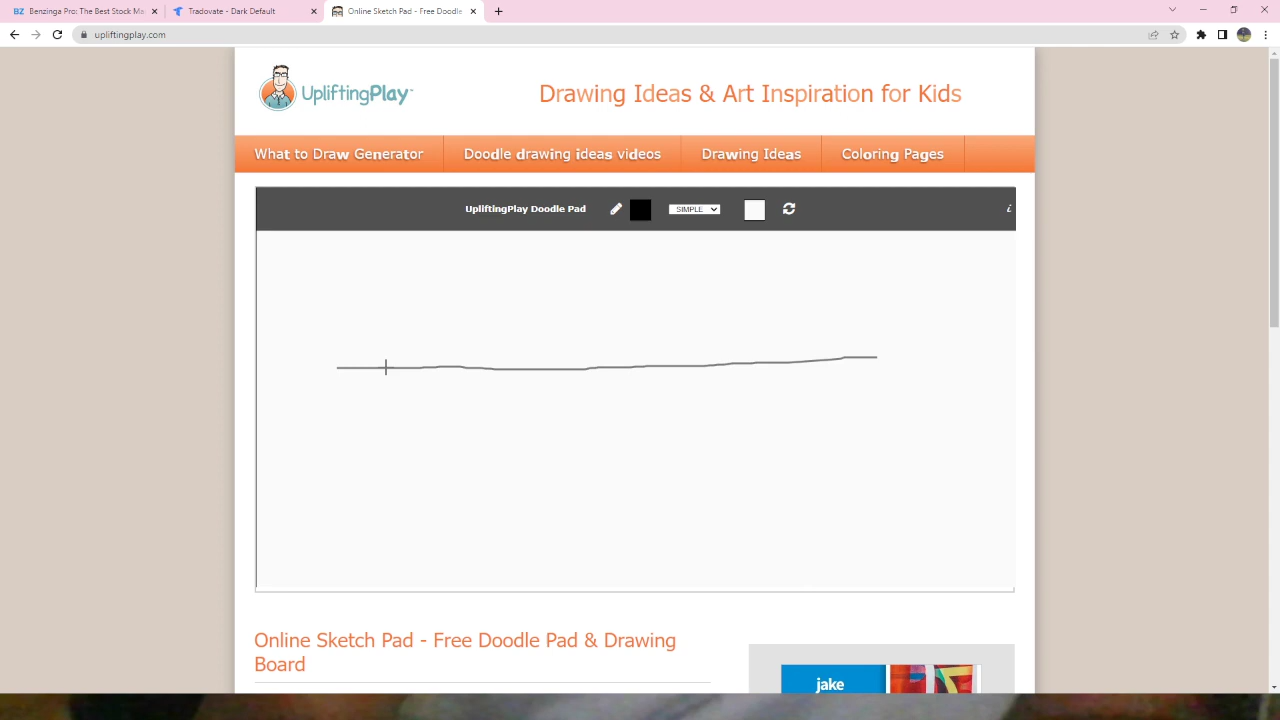 Benzinga Pro: The Best Stock Ma
Tradovate - Dark Default
Online Sketch Pad - Free Doodle
upliftingplay.com
UpliftingPlay
Drawing Ideas & Art Inspiration for Kids
What to Draw Generator
Doodle drawing ideas videos
Drawing Ideas
Coloring Pages
UpliftingPlay Doodle Pad
SIMPLE
i
Online Sketch Pad - Free Doodle Pad & Drawing
Board
jake